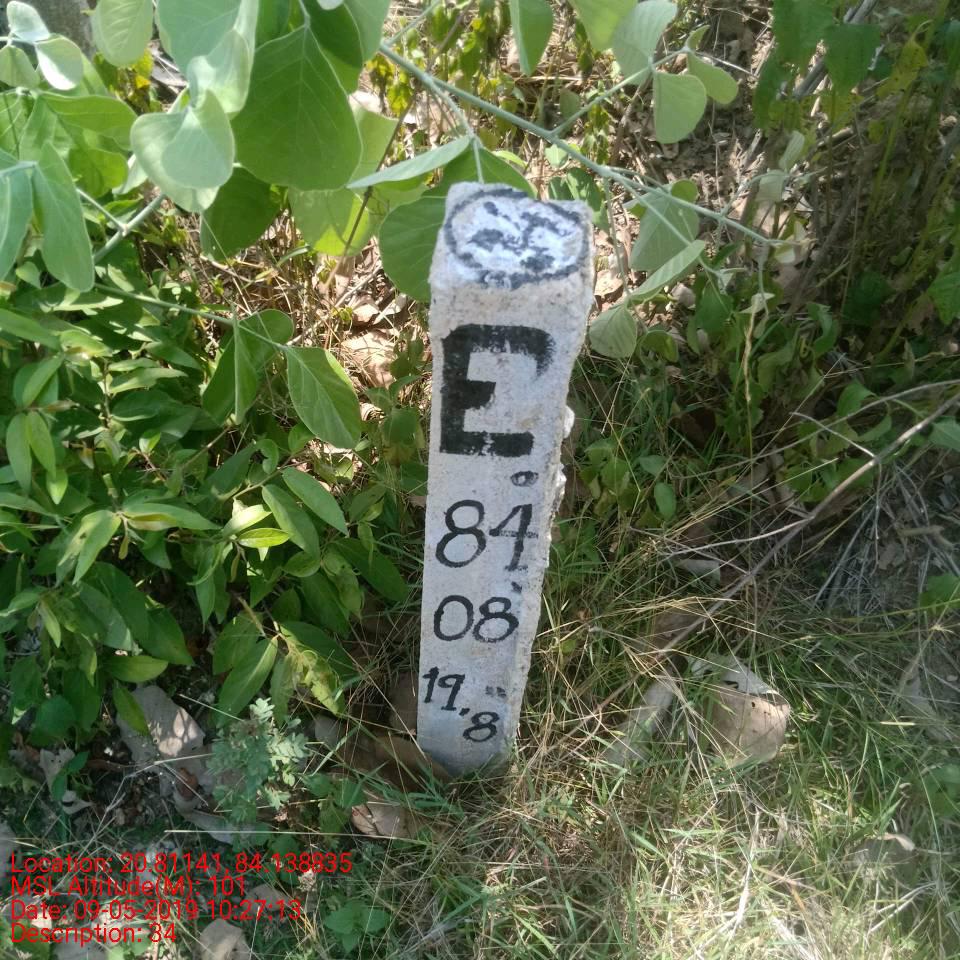 E
84°
08'
19.8"
Location: 20.81141, 84.138835
MSL Altitude(M): 101
Date: 09-05-2019 10:27:13
Description: 34